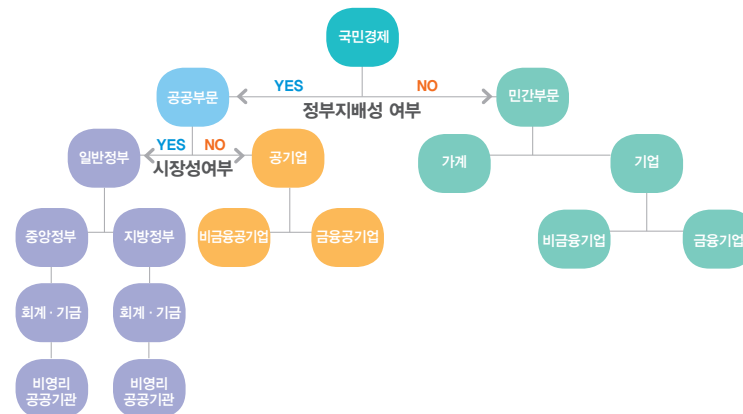 국민경제
YES
NO
공공부문
정부지배성 여부
민간부문
YES
NO
일반정부
시장성여부
공기업
가계
기업
중앙정부
지방정부
비금융공기업
금융공기업
비금융기업
금융기업
회계 · 기금
회계 · 기금
비영리
공공기관
비영리
공공기관